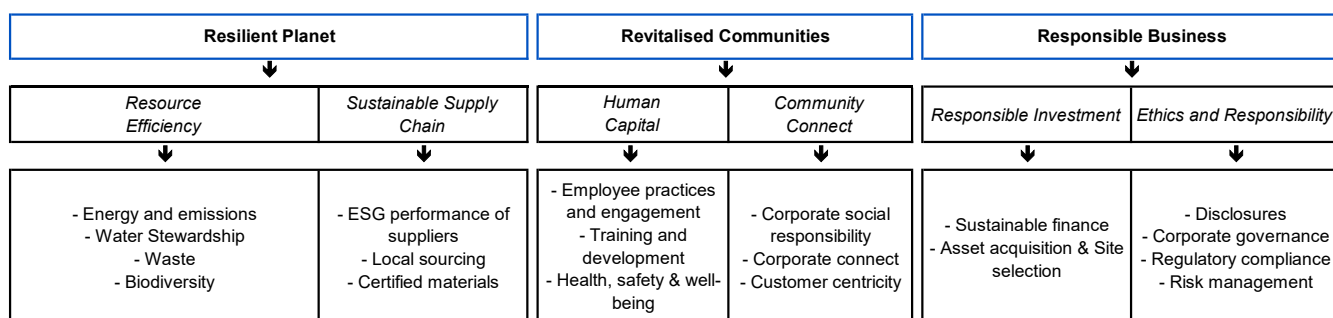 Resilient Planet
Revitalised Communities
Responsible Business
Resource
Efficiency
Sustainable Supply
Chain
Human
Capital
Community
Connect
Responsible Investment
Ethics and Responsibility
- Energy and emissions
- Water Stewardship
- Waste
- Biodiversity
- ESG performance of
suppliers
- Local sourcing
- Certified materials
- Employee practices
and engagement
- Training and
development
- Health, safety & well-
being
- Corporate social
responsibility
- Corporate connect
- Customer centricity
- Sustainable finance
- Asset acquisition & Site
selection
- Disclosures
- Corporate governance
- Regulatory compliance
- Risk management